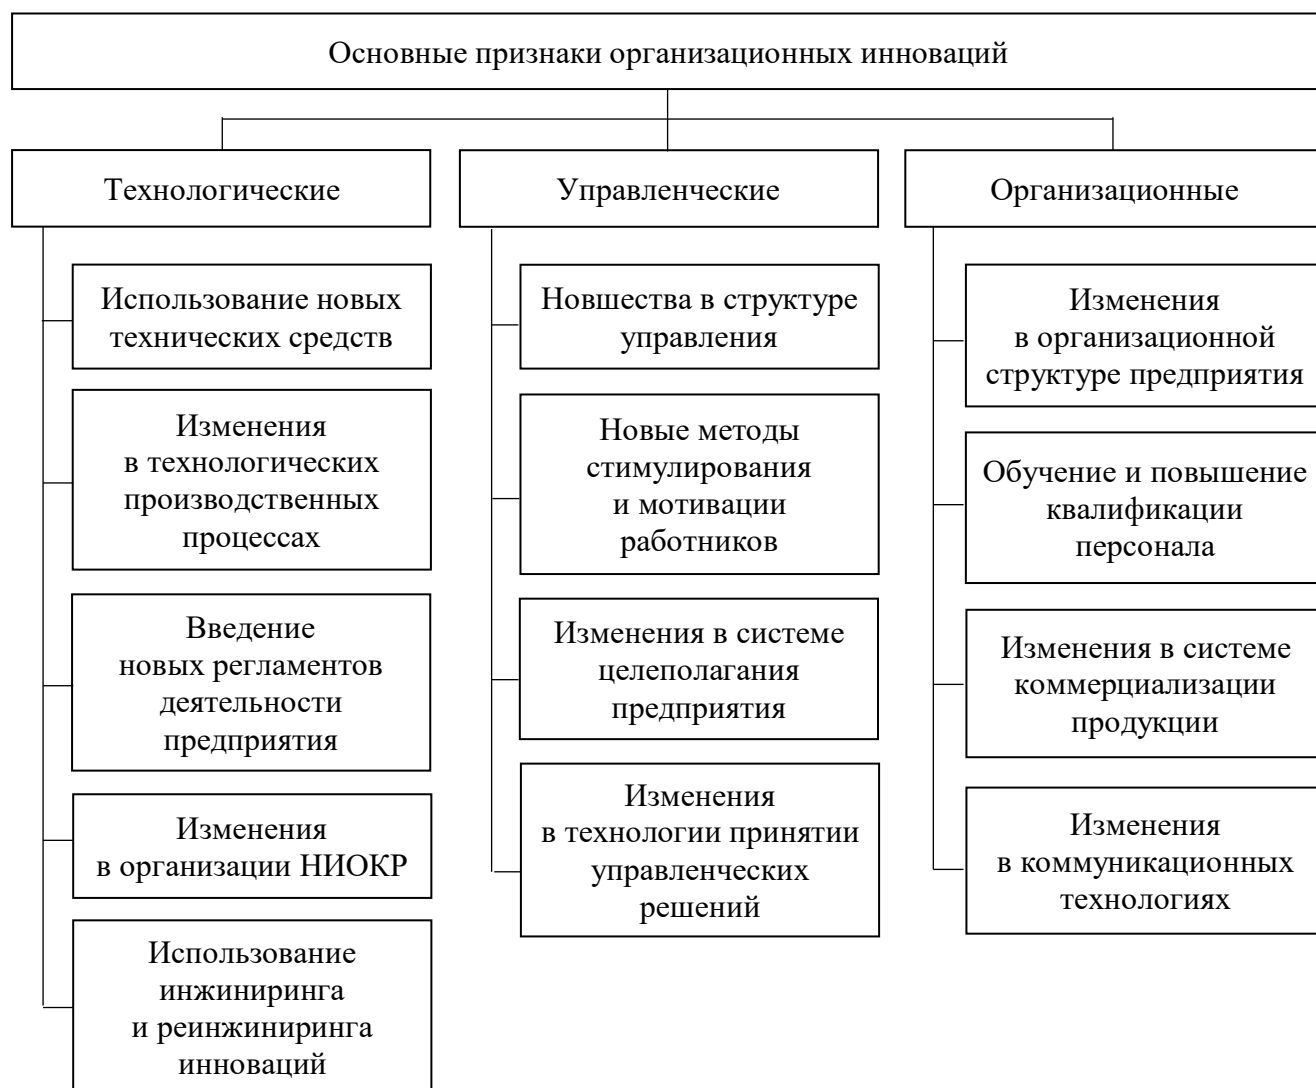 Основные признаки организационных инноваций
Технологические
Использование новых
технических средств
Изменения
в технологических
производственных
процессах
Введение
новых регламентов
деятельности
предприятия
Изменения
в организации НИОКР
Использование
инжиниринга
и реинжиниринга
инноваций
Управленческие
Новшества в структуре
управления
Новые методы
стимулирования
и мотивации
работников
Изменения в системе
целеполагания
предприятия
Изменения
в технологии принятии
управленческих
решений
Организационные
Изменения
в организационной
структуре предприятия
Обучение и повышение
квалификации
персонала
Изменения в системе
коммерциализации
продукции
Изменения
в коммуникационных
технологиях